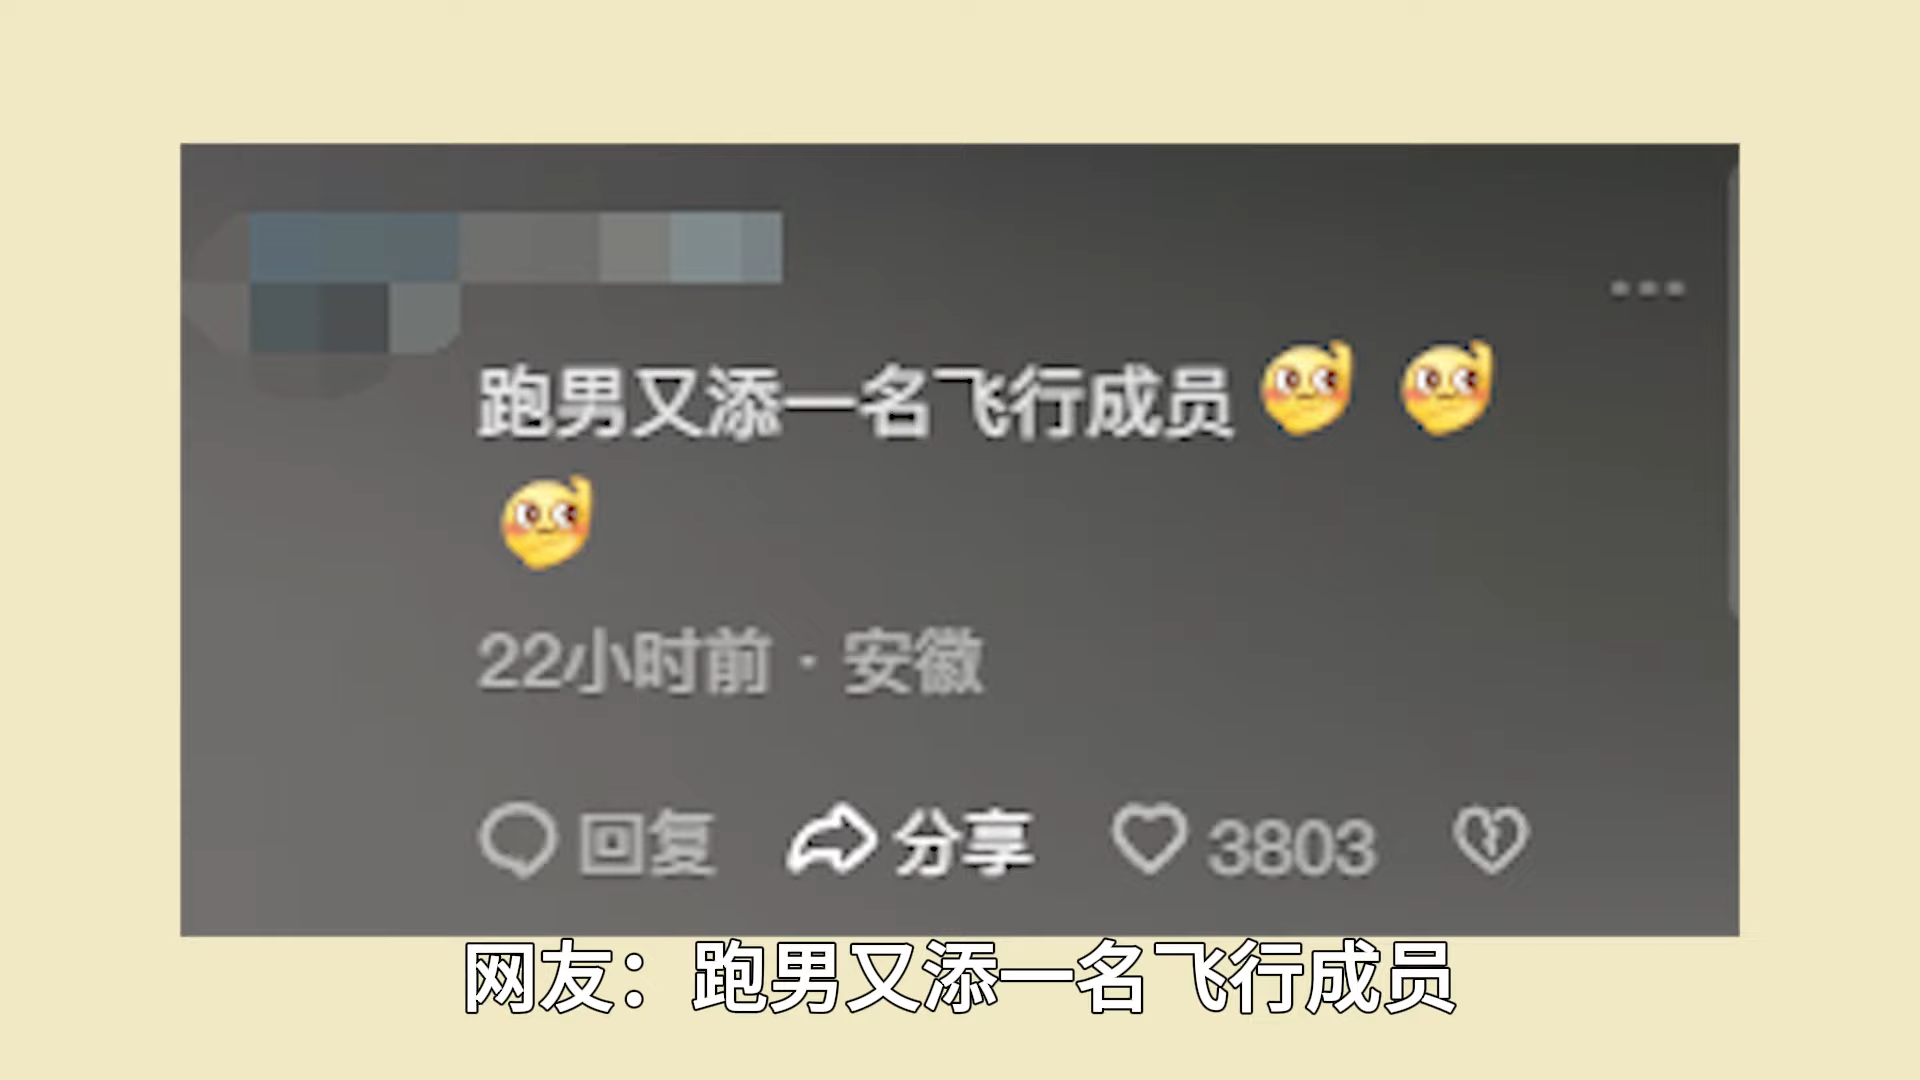 跑男又添一名飞行成员
22小时前 · 安徽
回复 分享 3803
网友：跑男又添一名飞行成员